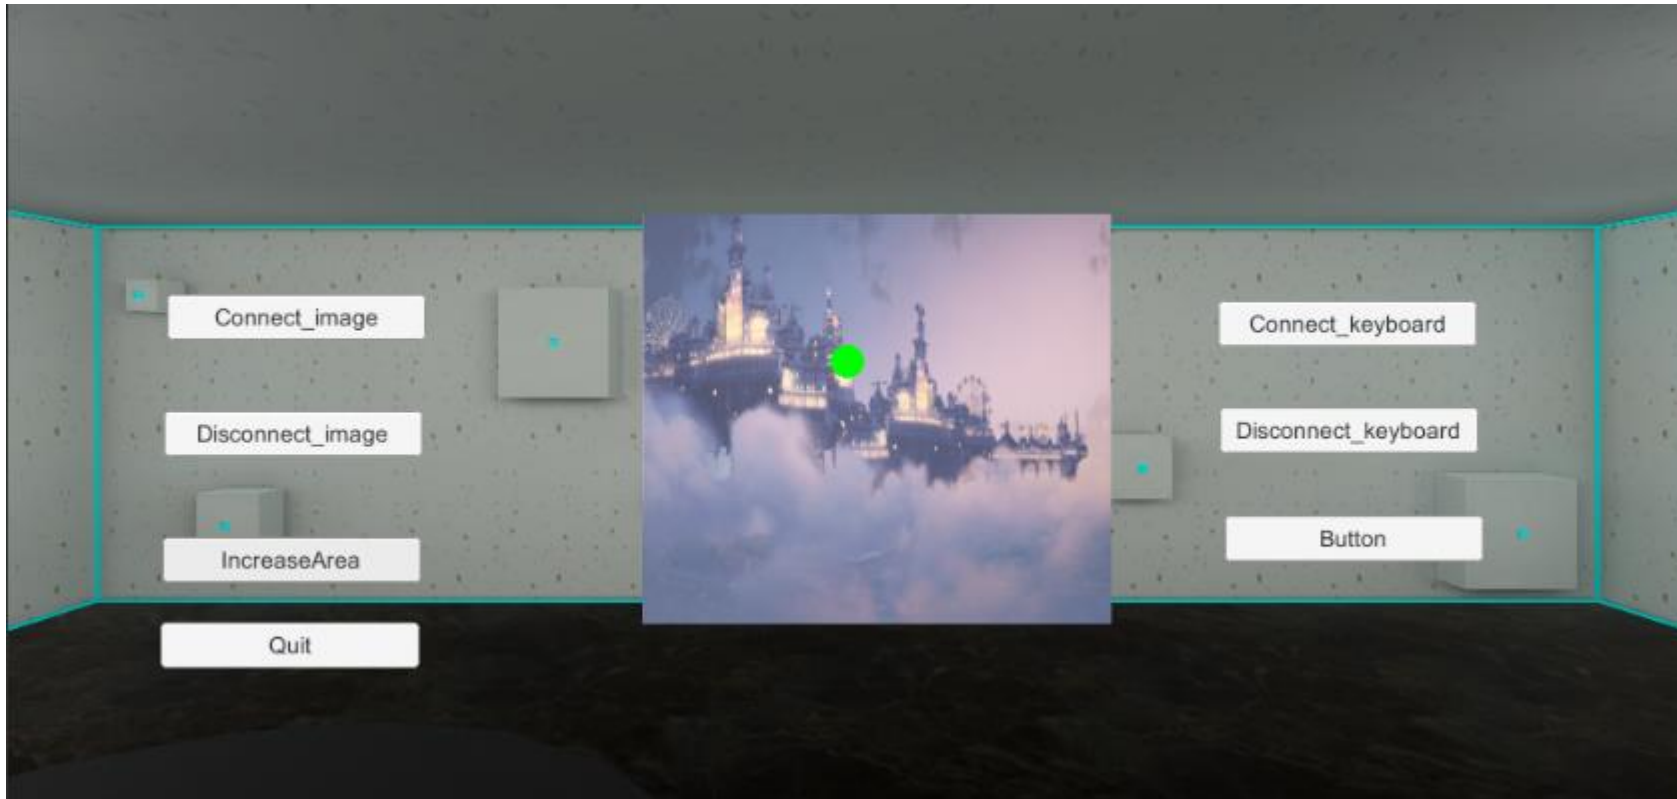 Connect_image
Disconnect_image
IncreaseArea
Quit
Connect_keyboard
Disconnect_keyboard
Button